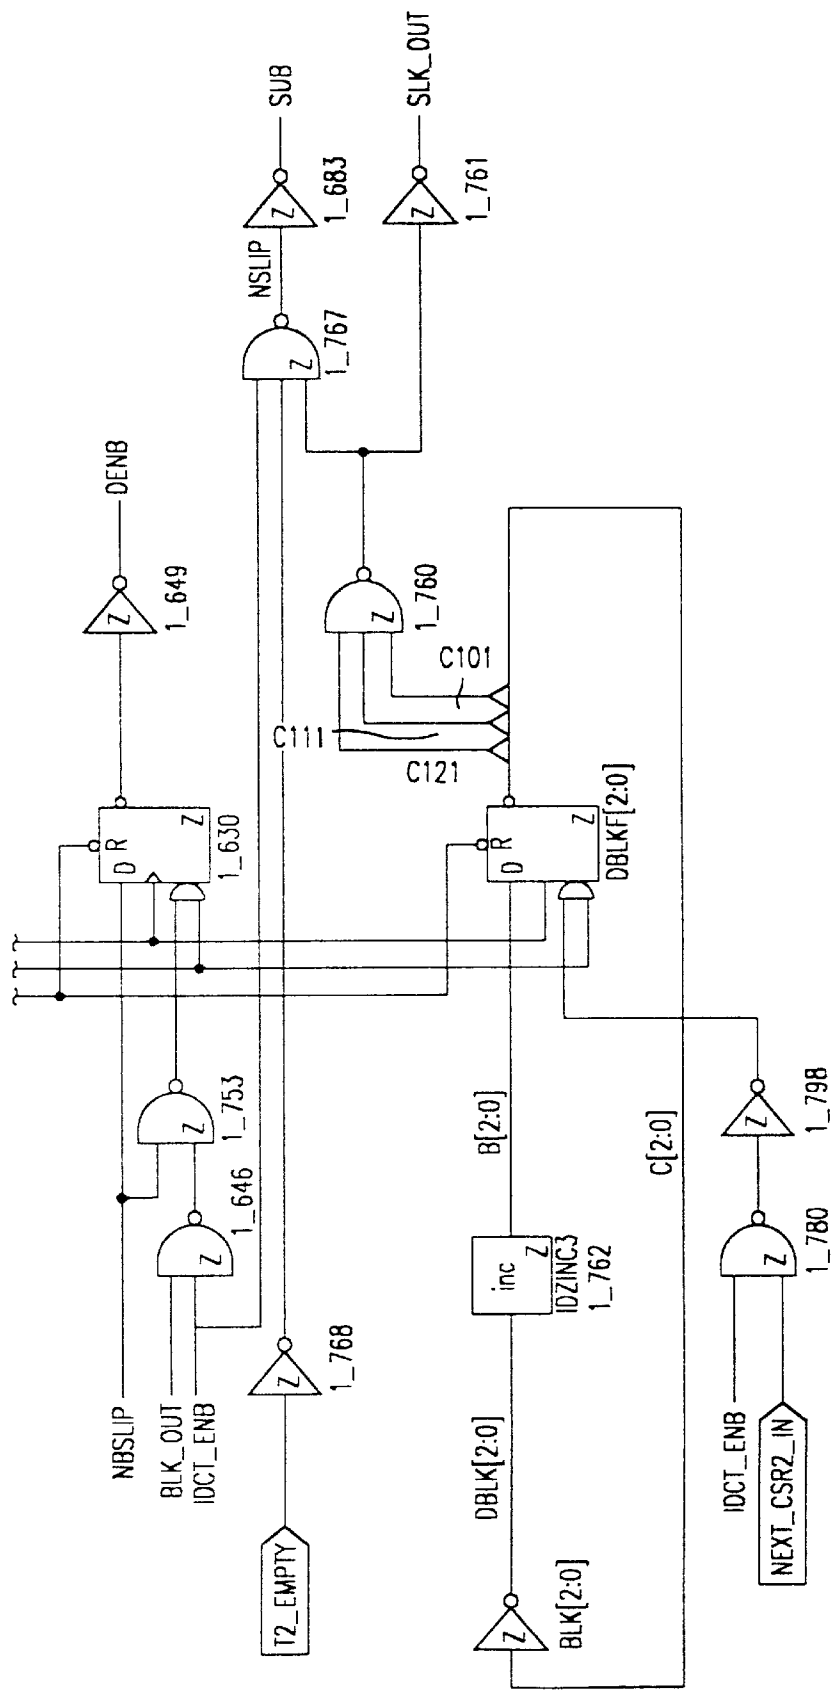 SUB
Z
1_683
NSLIP
Z
1_767
SLK_OUT
Z
1_761
DENB
Z
1_649
Z
1_760
C101
C111
C121
D
R
Z
1_630
D
R
Z
DBLKF[2:0]
Z
1_753
Z
1_646
NBSLIP
BLK_OUT
IDCT_ENB
Z
1_768
T2_EMPTY
B[2:0]
inc
Z
IDZINC3
1_762
DBLK[2:0]
Z
BLK[2:0]
C[2:0]
Z
1_798
Z
1_780
IDCT_ENB
NEXT_CSR2_IN